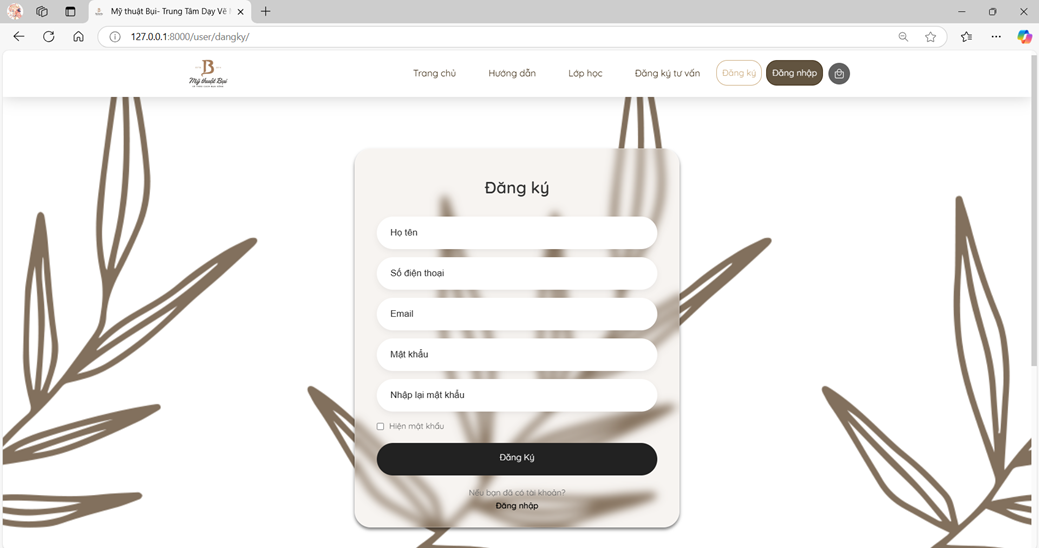 Mỹ thuật Bụi- Trung Tâm Dạy Vẽ
127.0.0.1:8000/user/dangky/
B
Mỹ thuật Bụi
Trang chủ
Hướng dẫn
Lớp học
Đăng ký tư vấn
Đăng ký
Đăng nhập
Đăng ký
Họ tên
Số điện thoại
Email
Mật khẩu
Nhập lại mật khẩu
Hiện mật khẩu
Đăng Ký
Nếu bạn đã có tài khoản?
Đăng nhập